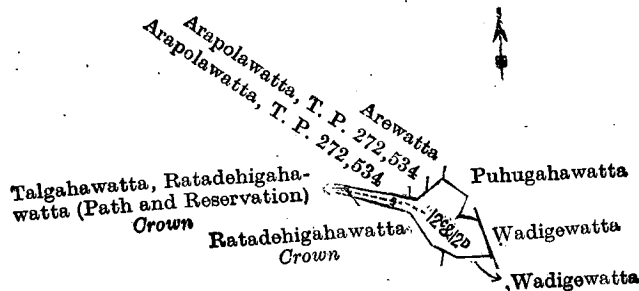 Arapolawatta, T. P. 272,534
Arapolawatta, T. P. 272,534
Arewatta
Puhugahawatta
Talgahawatta, Ratadehigaha-
watta (Path and Reservation)
Crown
Ratadehigahawatta
Crown
Wadigewatta
,Wadigewatta